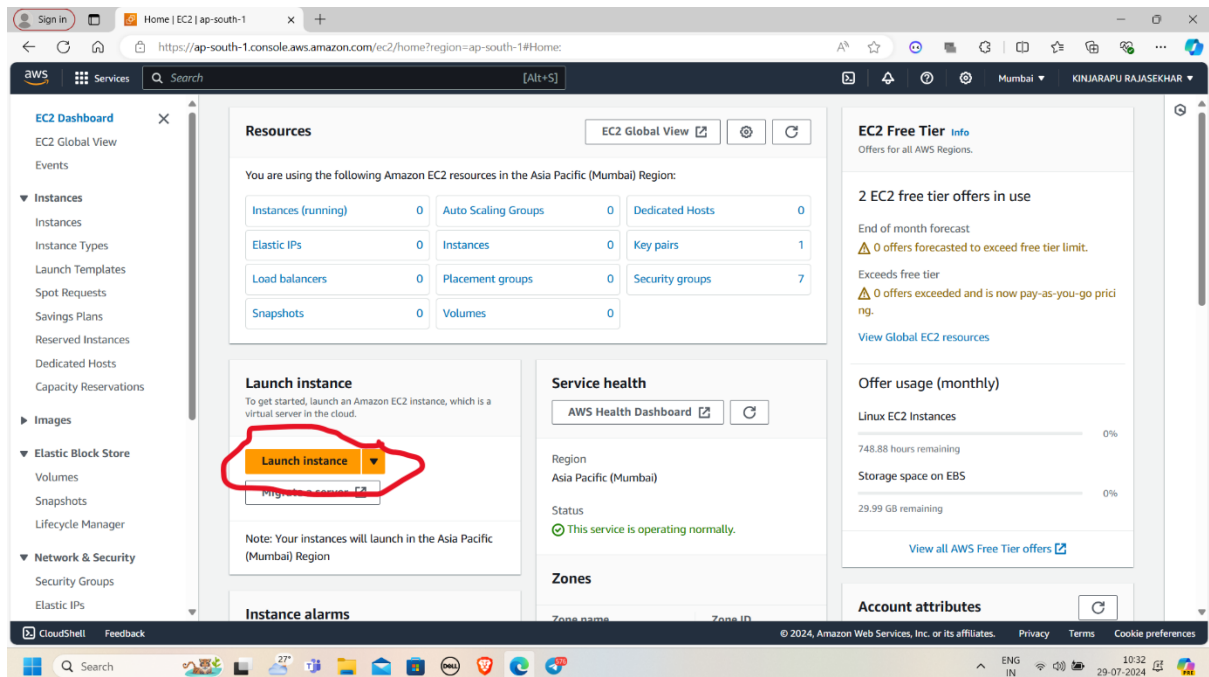 Sign in
Home | EC2 | ap-south-1
https://ap-south-1.console.aws.amazon.com/ec2/home?region=ap-south-1#Home:
aws
Services
Search
[Alt+S]
Mumbai
KINJARAPU RAJASEKHAR
EC2 Dashboard
EC2 Global View
Events
Instances
Instances
Instance Types
Launch Templates
Spot Requests
Savings Plans
Reserved Instances
Dedicated Hosts
Capacity Reservations
Images
Elastic Block Store
Volumes
Snapshots
Lifecycle Manager
Network & Security
Security Groups
Elastic IPs
Resources
EC2 Global View
You are using the following Amazon EC2 resources in the Asia Pacific (Mumbai) Region:
Instances (running) 0
Auto Scaling Groups 0
Dedicated Hosts 0
Elastic IPs 0
Instances 0
Key pairs 1
Load balancers 0
Placement groups 0
Security groups 7
Snapshots 0
Volumes 0
Launch instance
To get started, launch an Amazon EC2 instance, which is a
virtual server in the cloud.
Launch instance
Migrate a server
Note: Your instances will launch in the Asia Pacific
(Mumbai) Region
Instance alarms
Service health
AWS Health Dashboard
Region
Asia Pacific (Mumbai)
Status
This service is operating normally.
Zones
Zone name
Zone ID
EC2 Free Tier Info
Offers for all AWS Regions.
2 EC2 free tier offers in use
End of month forecast
0 offers forecasted to exceed free tier limit.
Exceeds free tier
0 offers exceeded and is now pay-as-you-go prici
ng.
View Global EC2 resources
Offer usage (monthly)
Linux EC2 Instances
0%
748.88 hours remaining
Storage space on EBS
0%
29.99 GB remaining
View all AWS Free Tier offers
Account attributes
CloudShell
Feedback
© 2024, Amazon Web Services, Inc. or its affiliates.
Privacy
Terms
Cookie preferences
Search
27°
DELL
ENG
IN
10:32
29-07-2024
PRE